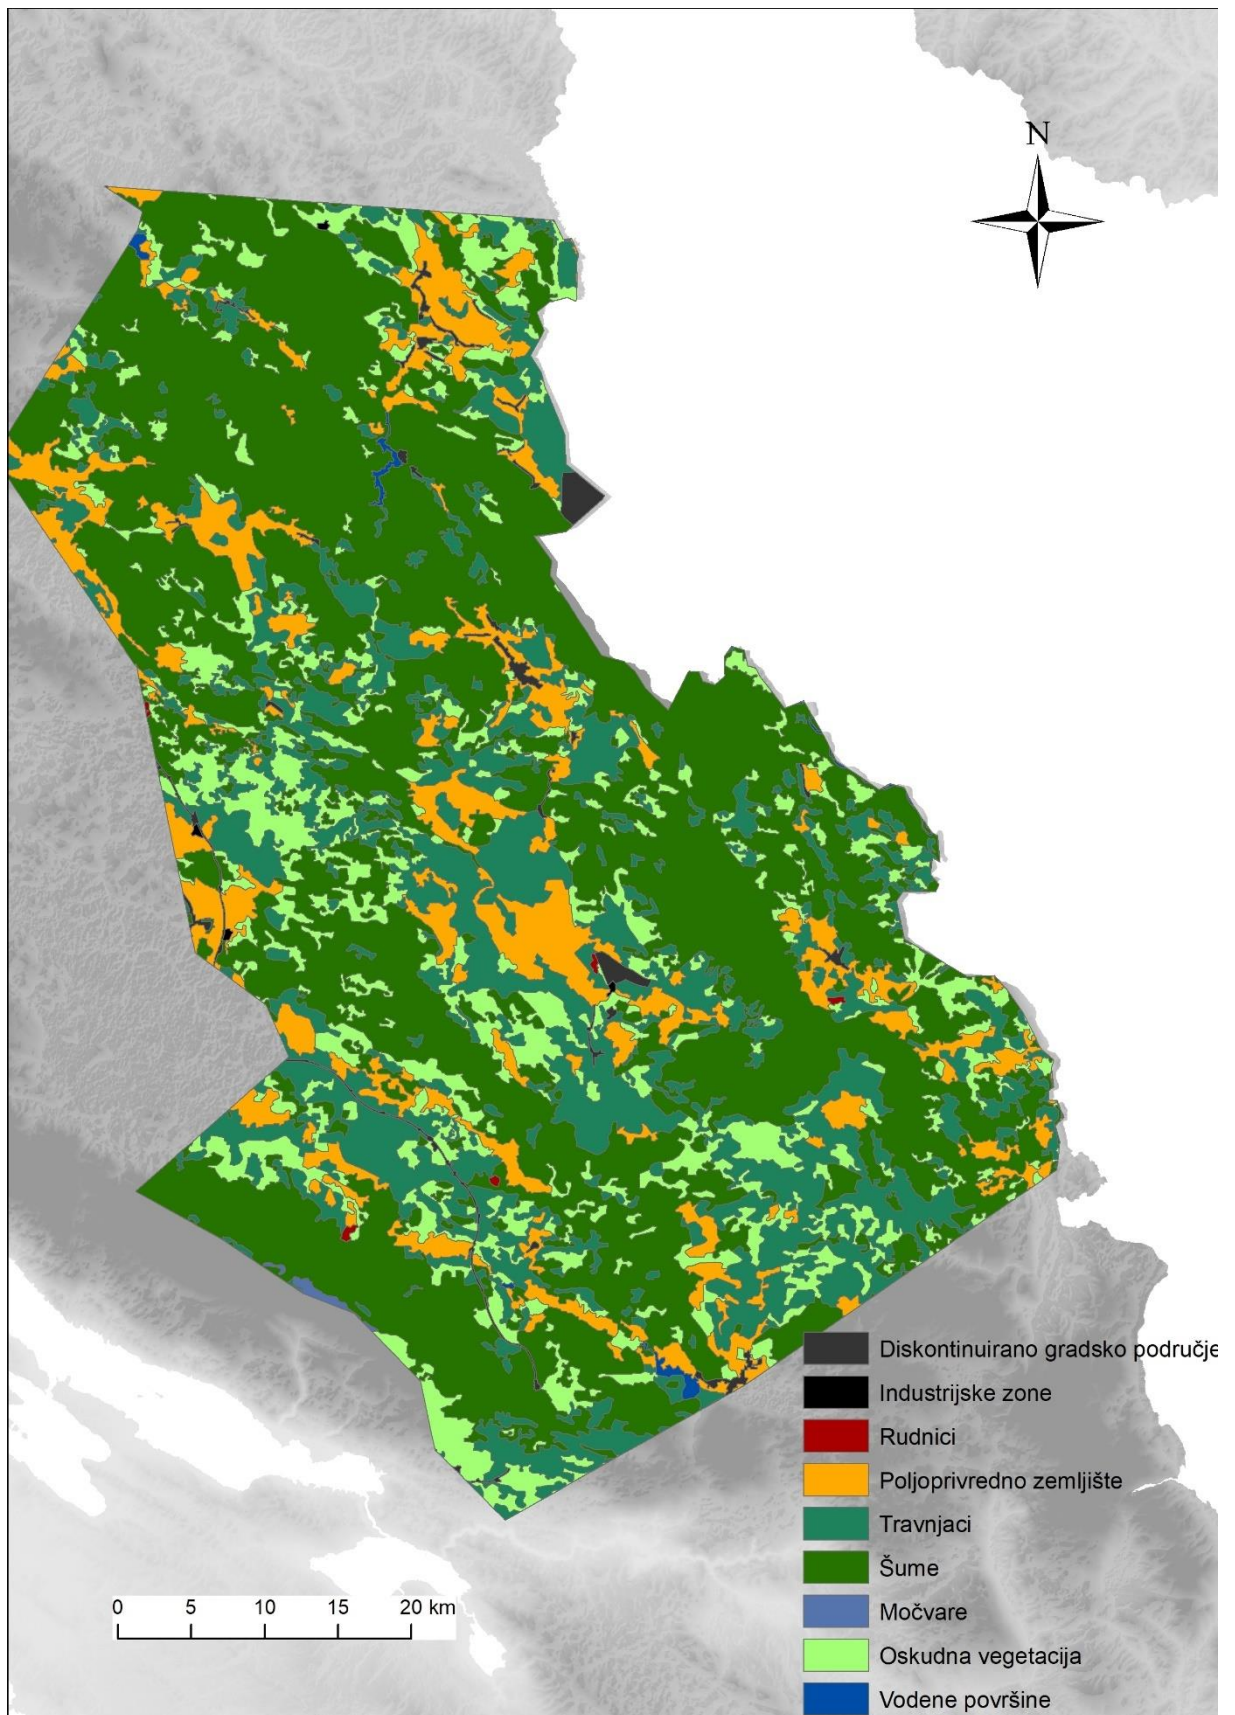 N
Diskontinuirano gradsko područje
Industrijske zone
Rudnici
Poljoprivredno zemljište
Travnjaci
Šume
Močvare
Oskudna vegetacija
Vodene površine
0 5 10 15 20 km